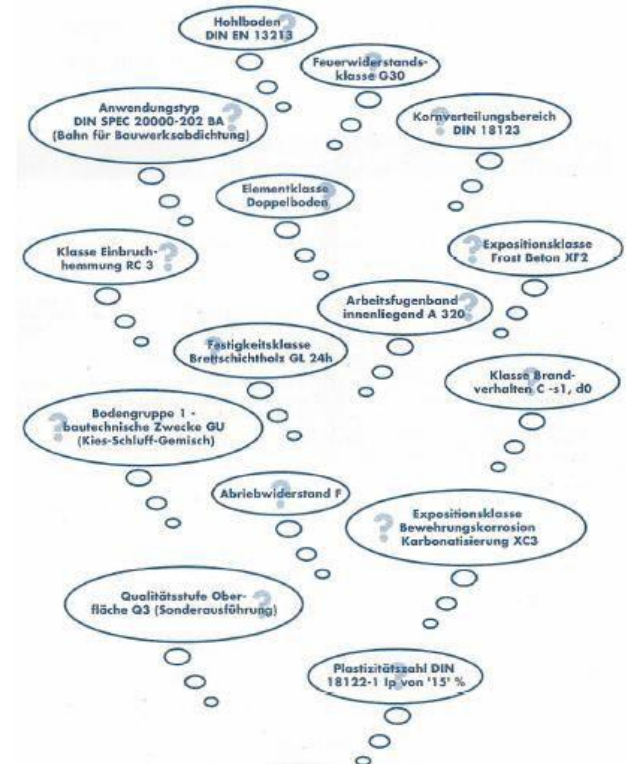 Hohlboden
DIN EN 13213
Feuerwiderstands-
klasse G30
Anwendungstyp
DIN SPEC 20000-202 BA
(Bahn für Bauwerksabdichtung)
Kornverteilungsbereich
DIN 18123
Elementklasse
Doppelboden
Klasse Einbruch-
hemmung RC 3
Expositionsklasse
Frost Beton XF2
Arbeitsfugenband
innenliegend A 320
Festigkeitsklasse
Brettschichtholz GL 24h
Klasse Brand-
verhalten C -s1, d0
Bodengruppe 1 -
bautechnische Zwecke GU
(Kies-Schluff-Gemisch)
Abriebwiderstand F
Expositionsklasse
Bewehrungskorrosion
Karbonatisierung XC3
Qualitätsstufe Ober-
fläche Q3 (Sonderausführung)
Plastizitätszahl DIN
18122-1 Ip von '15' %